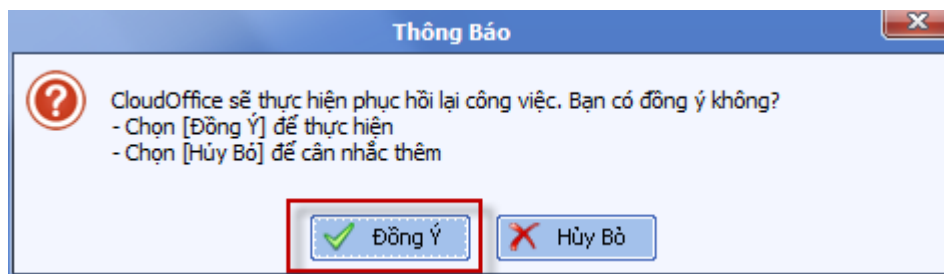 Thông Báo
CloudOffice sẽ thực hiện phục hồi lại công việc. Bạn có đồng ý không?
- Chọn [Đồng Ý] để thực hiện
- Chọn [Hủy Bỏ] để cân nhắc thêm
Đồng Ý
Hủy Bỏ